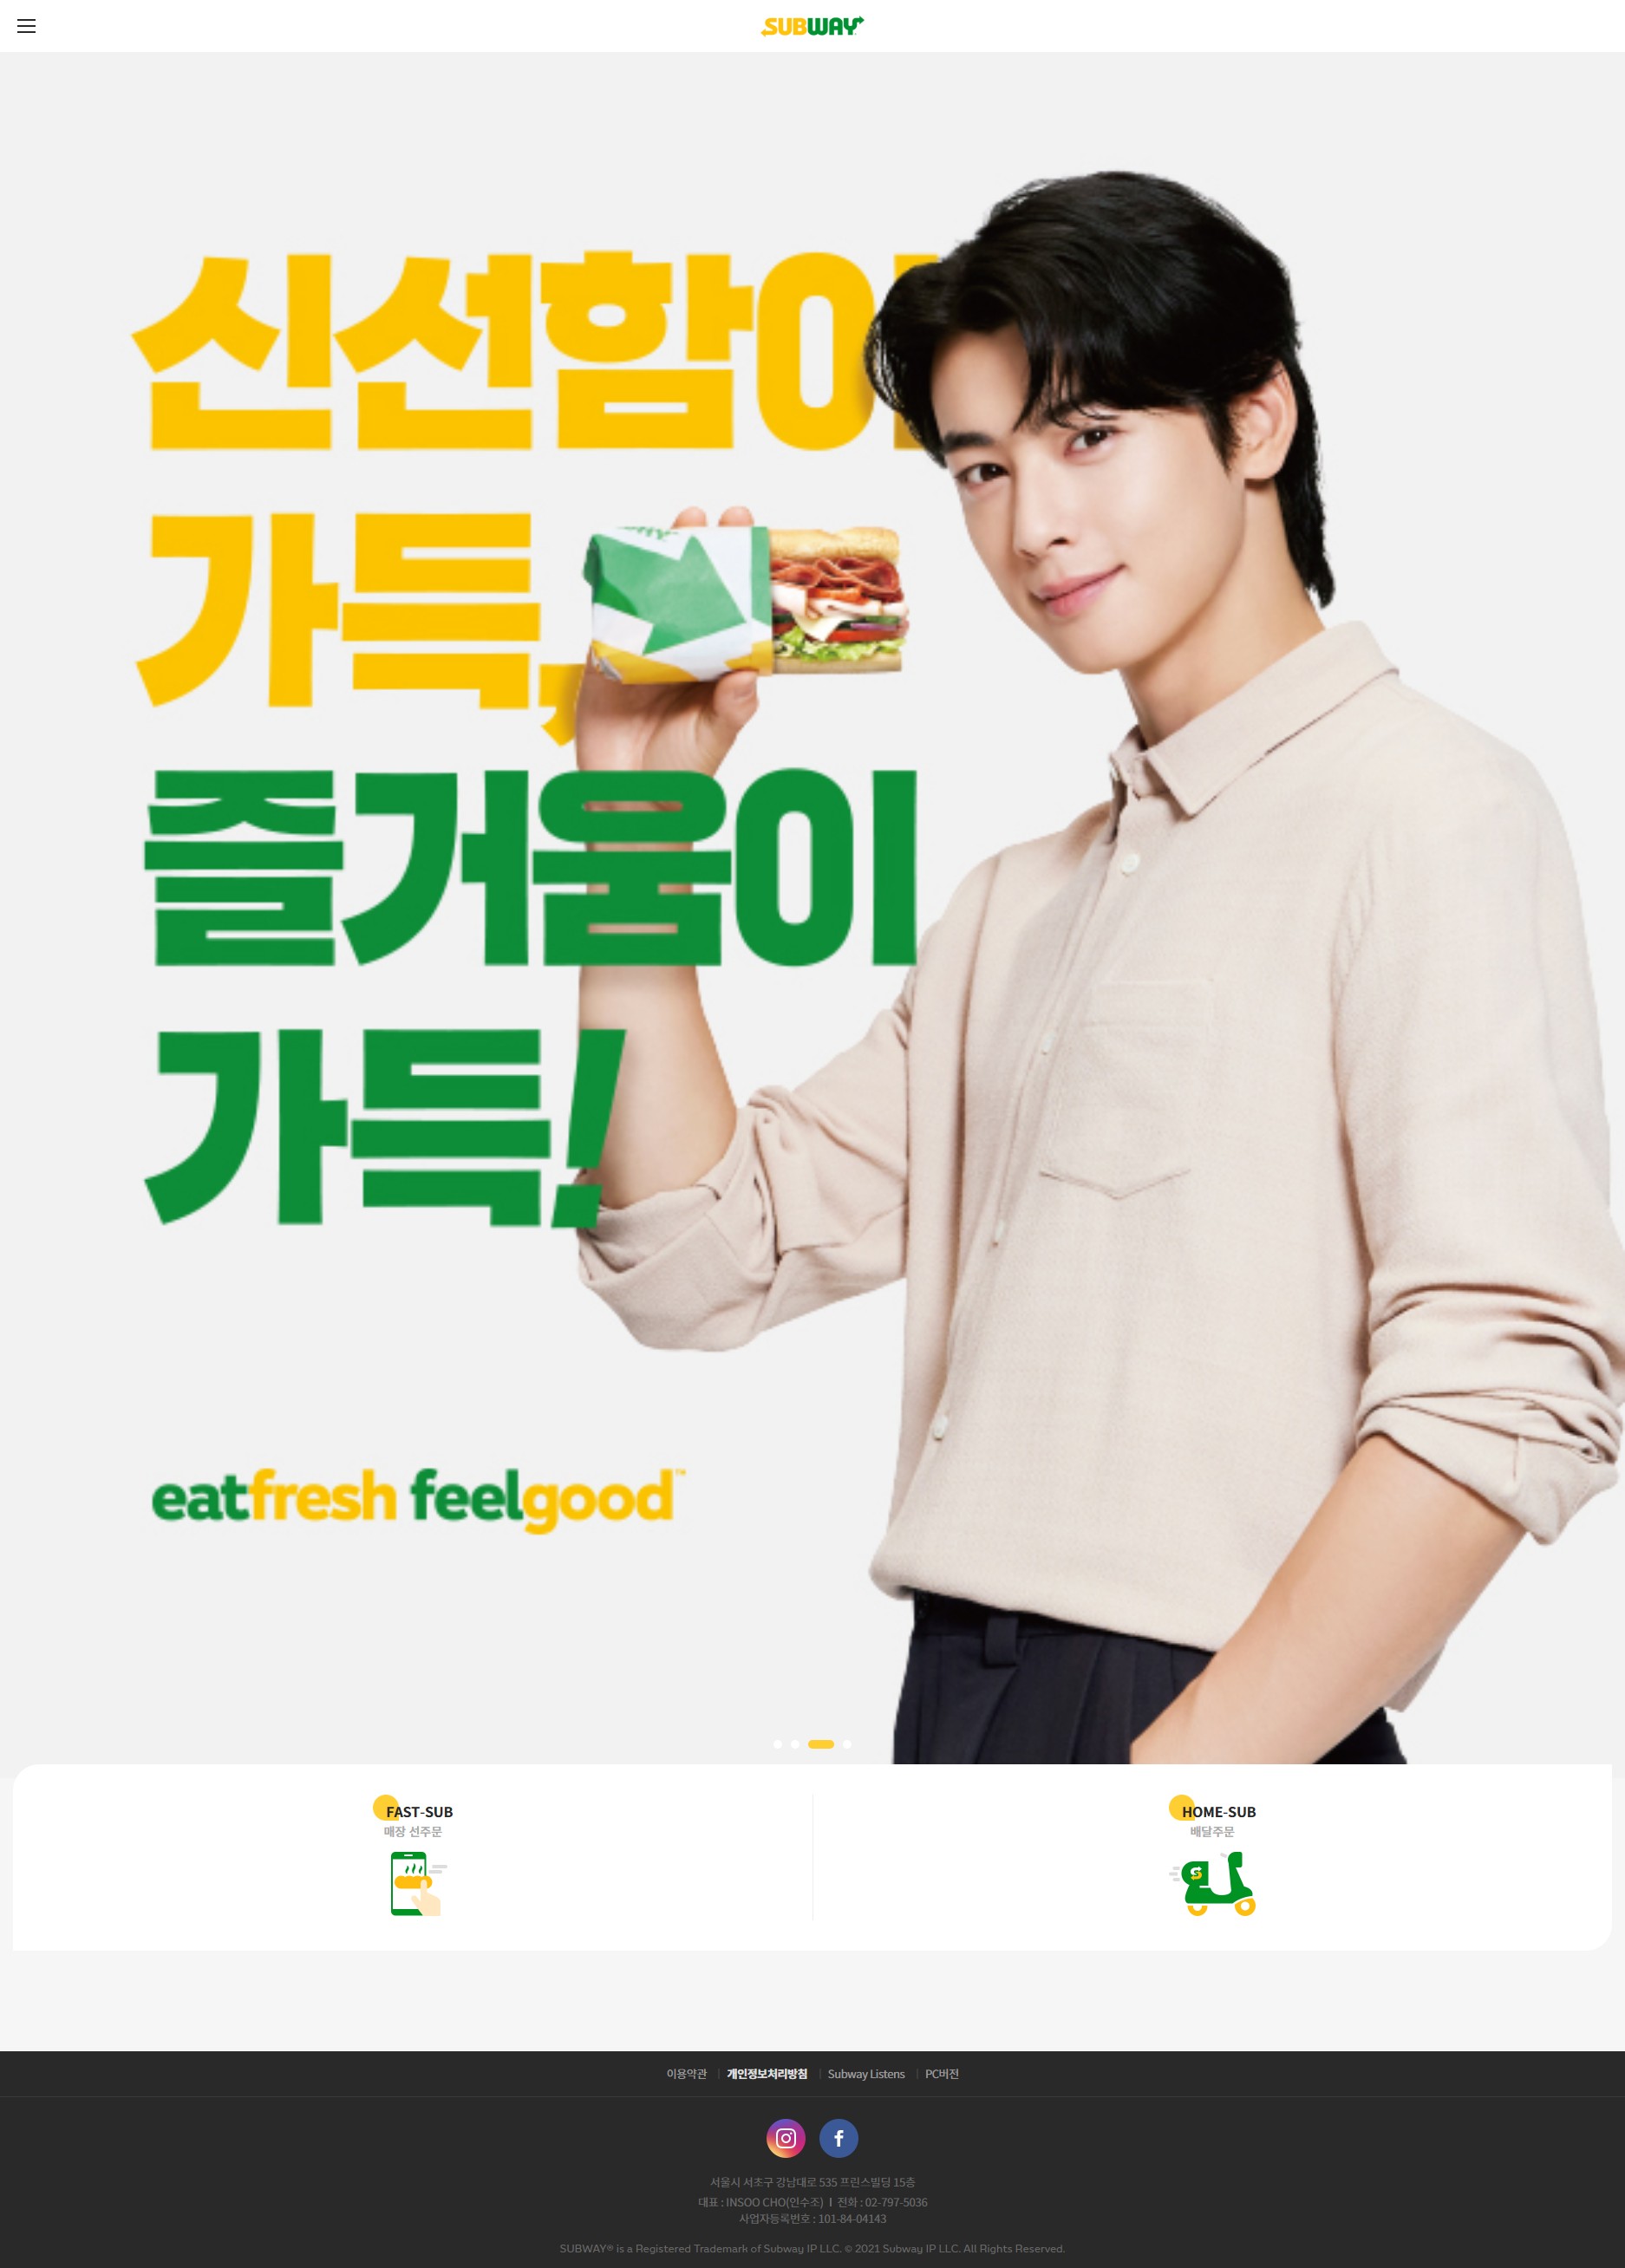 SUBWAY
신선함이
가득,
즐거움이
가득!
eatfresh feelgood™
FAST-SUB
매장 선주문
HOME-SUB
배달주문
이용약관 | 개인정보처리방침 | Subway Listens | PC버전
서울시 서초구 강남대로 535 프린스빌딩 15층
대표 : INSOO CHO(인수조) | 전화 : 02-797-5036
사업자등록번호 : 101-84-04143
SUBWAY® is a Registered Trademark of Subway IP LLC. © 2021 Subway IP LLC. All Rights Reserved.